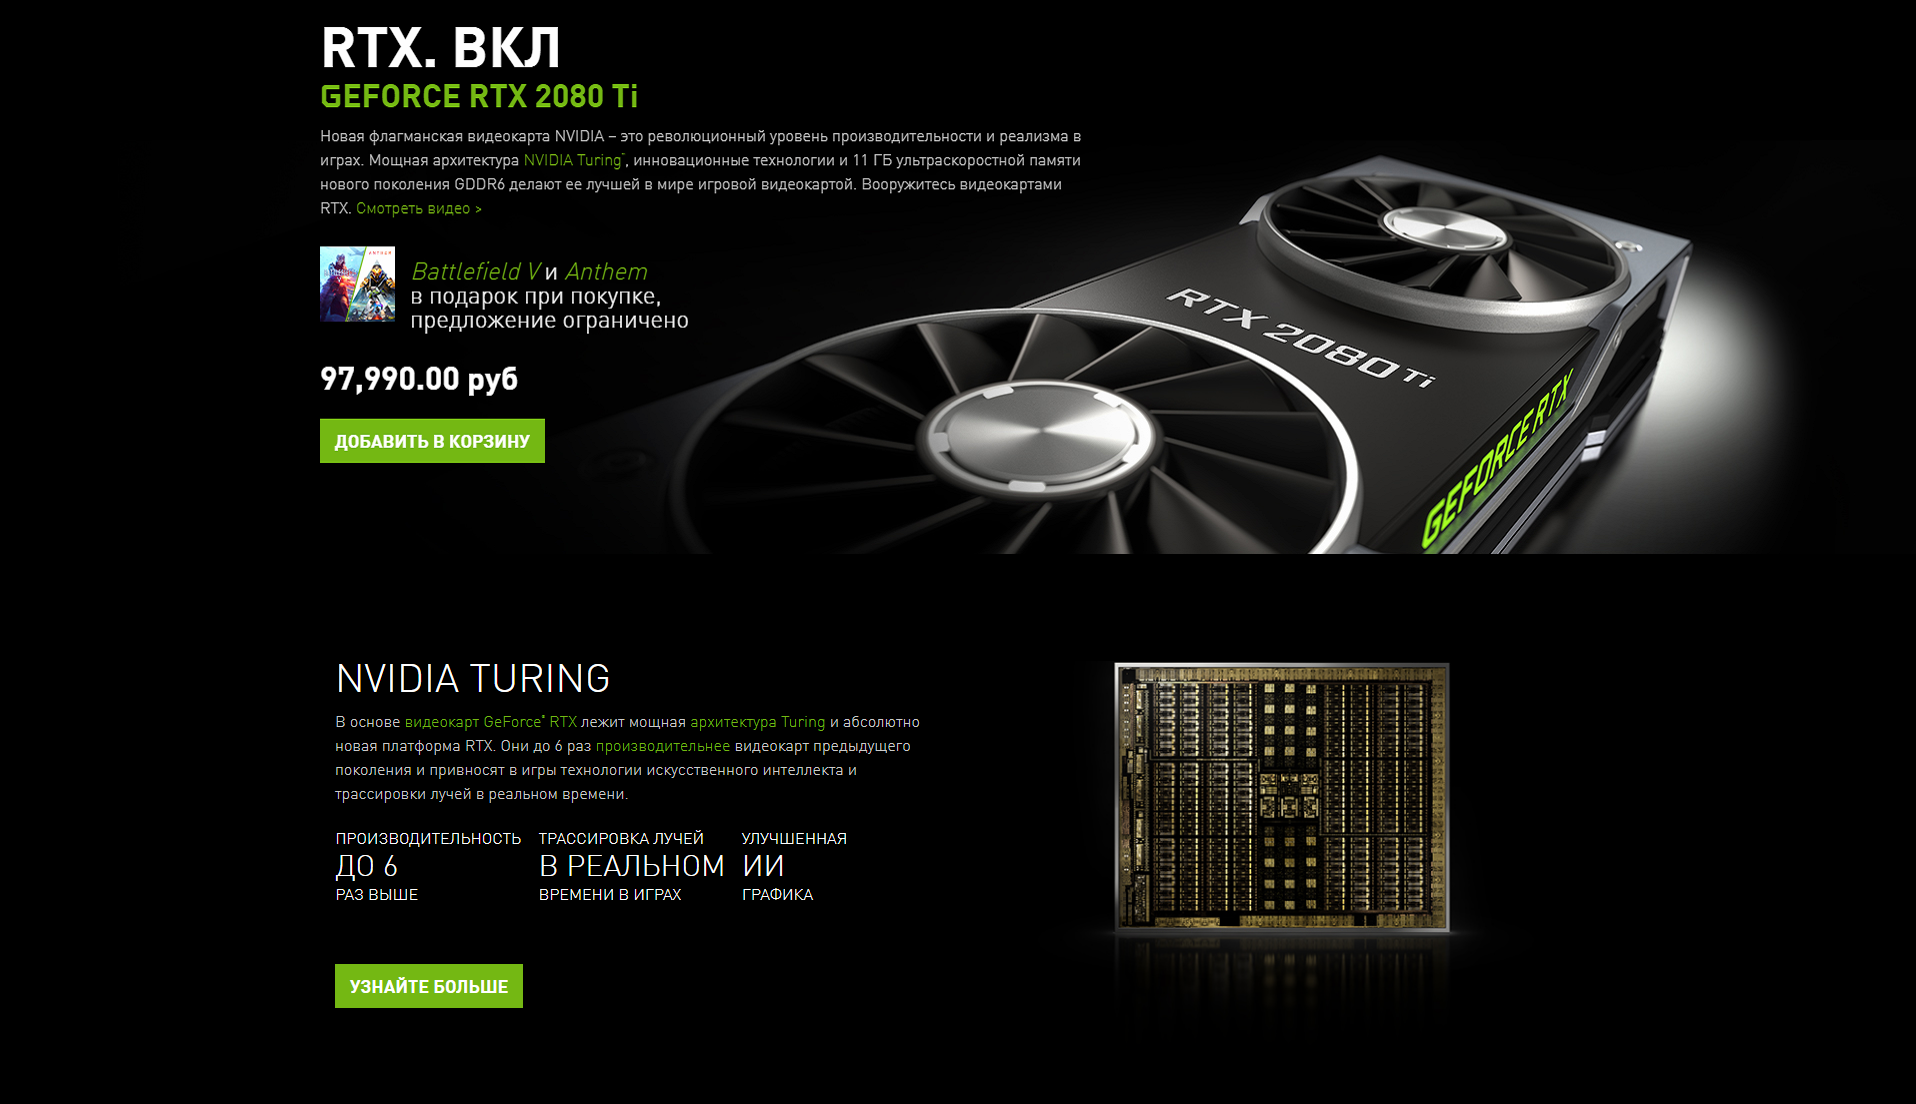 RTX. ВКЛ
GEFORCE RTX 2080 Ti
Новая флагманская видеокарта NVIDIA – это революционный уровень производительности и реализма в
играх. Мощная архитектура NVIDIA Turing™, инновационные технологии и 11 ГБ ультраскоростной памяти
нового поколения GDDR6 делают ее лучшей в мире игровой видеокартой. Вооружитесь видеокартами
RTX. Смотреть видео >
ANTHEM
Battlefield V и Anthem
в подарок при покупке,
предложение ограничено
97,990.00 руб
ДОБАВИТЬ В КОРЗИНУ
RTX 2080 Ti
GEFORCE RTX
NVIDIA TURING
В основе видеокарт GeForce® RTX лежит мощная архитектура Turing и абсолютно
новая платформа RTX. Они до 6 раз производительнее видеокарт предыдущего
поколения и привносят в игры технологии искусственного интеллекта и
трассировки лучей в реальном времени.
ПРОИЗВОДИТЕЛЬНОСТЬ
ДО 6
РАЗ ВЫШЕ
ТРАССИРОВКА ЛУЧЕЙ
В РЕАЛЬНОМ
ВРЕМЕНИ В ИГРАХ
УЛУЧШЕННАЯ
ИИ
ГРАФИКА
УЗНАЙТЕ БОЛЬШЕ